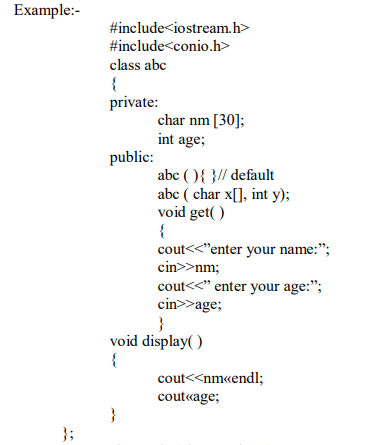 Example:-
#include<iostream.h>
#include<conio.h>
class abc
{
private:
char nm [30];
int age;
public:
abc ( ){ }// default
abc ( char x[], int y);
void get( )
{
cout<<”enter your name:”;
cin>>nm;
cout<<” enter your age:”;
cin>>age;
}
void display( )
{
cout<<nm«endl;
cout«age;
}
};